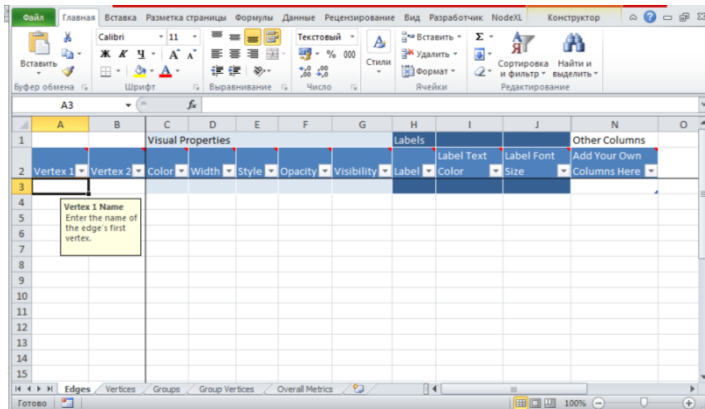 Файл Главная Вставка Разметка страницы Формулы Данные Рецензирование Вид Разработчик NodeXL Конструктор
Вставить
Calibri 11
Ж К Ч
Текстовый
% 000
Стили
Вставить
Удалить
Формат
Σ
Сортировка и фильтр
Найти и выделить
Буфер обмена Шрифт Выравнивание Число Ячейки Редактирование
A3 fx
A B C D E F G H I J N O
1 Visual Properties Labels Other Columns
2 Vertex 1 Vertex 2 Color Width Style Opacity Visibility Label Label Text Color Label Font Size Add Your Own Columns Here
3
4
5
6
7
8
9
10
11
12
13
14
15
Vertex 1 Name
Enter the name of
the edge's first
vertex.
Edges Vertices Groups Group Vertices Overall Metrics
Готово 100%